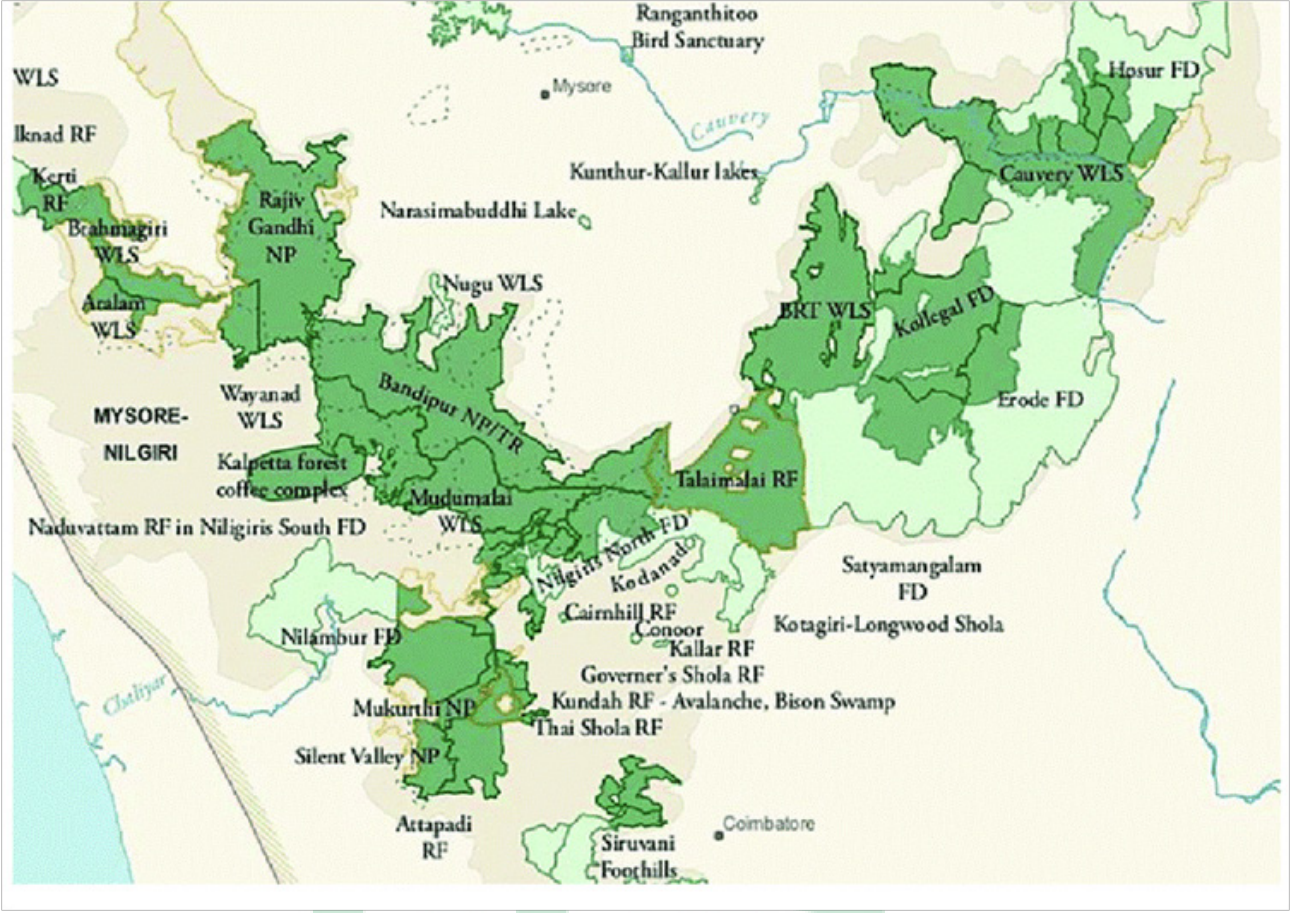 Ranganthitoo
Bird Sanctuary
Hosur FD
WLS
Mysore
Cauvery
lknad RF
Kunthur-Kallur lakes
Cauvery WLS
Kerti
RF
Rajiv
Gandhi
NP
Narasimabuddhi Lake
Brahmagiri
WLS
Nugu WLS
Aralam
WLS
BRT WLS
Kollegal FD
Wayanad
WLS
Bandipur NP/TR
Erode FD
MYSORE-
NILGIRI
Kalpetta forest
coffee complex
Mudumalai
WLS
Talaimalai RF
Naduvattam RF in Niligiris South FD
Nilgiris North FD
Kodanad
Satyamangalam
FD
Cairnhill RF
Conoor
Kotagiri-Longwood Shola
Nilambur FD
Kallar RF
Governer's Shola RF
Chaliyar
Mukurthi NP
Kundah RF - Avalanche, Bison Swamp
Thai Shola RF
Silent Valley NP
Attapadi
RF
Coimbatore
Siruvani
Foothills